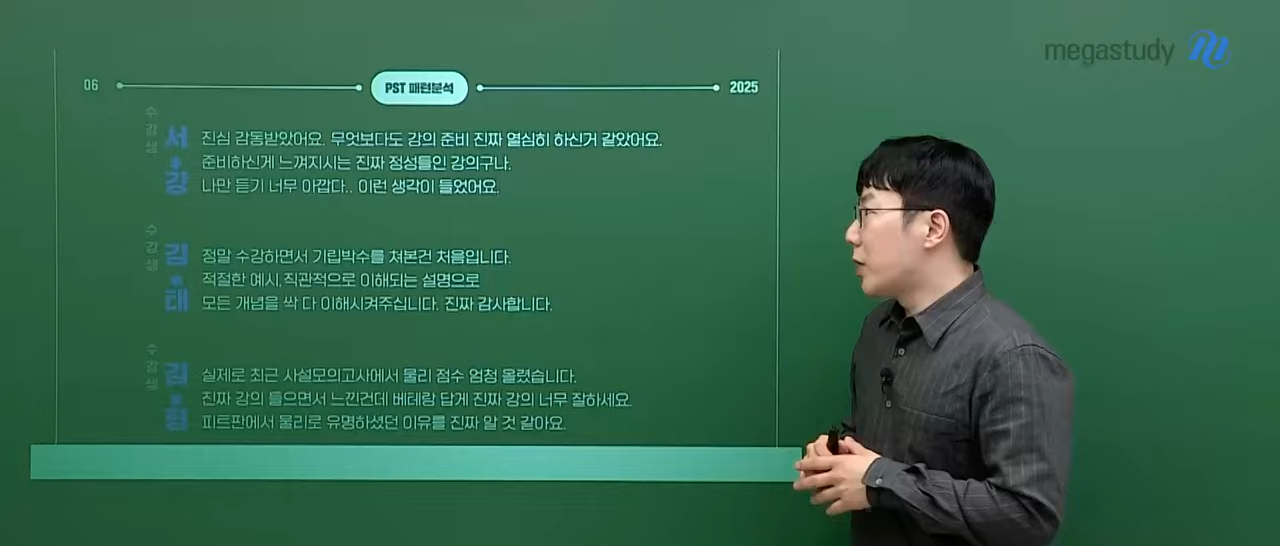 megastudy
06
PST 패턴분석
2025
수강생
서*강
진심 감동받았어요. 무엇보다도 강의 준비 진짜 열심히 하신거 같았어요.
준비하신게 느껴지시는 진짜 정성들인 강의구나.
나만 듣기 너무 아깝다.. 이런 생각이 들었어요.
수강생
김*태
정말 수강하면서 기립박수를 쳐본건 처음입니다.
적절한 예시,직관적으로 이해되는 설명으로
모든 개념을 싹 다 이해시켜주십니다. 진짜 감사합니다.
수강생
김*형
실제로 최근 사설모의고사에서 물리 점수 엄청 올랐습니다.
진짜 강의 들으면서 느낀건데 베테랑 답게 진짜 강의 너무 잘하세요.
피트판에서 물리로 유명하셨던 이유를 진짜 알 것 같아요.